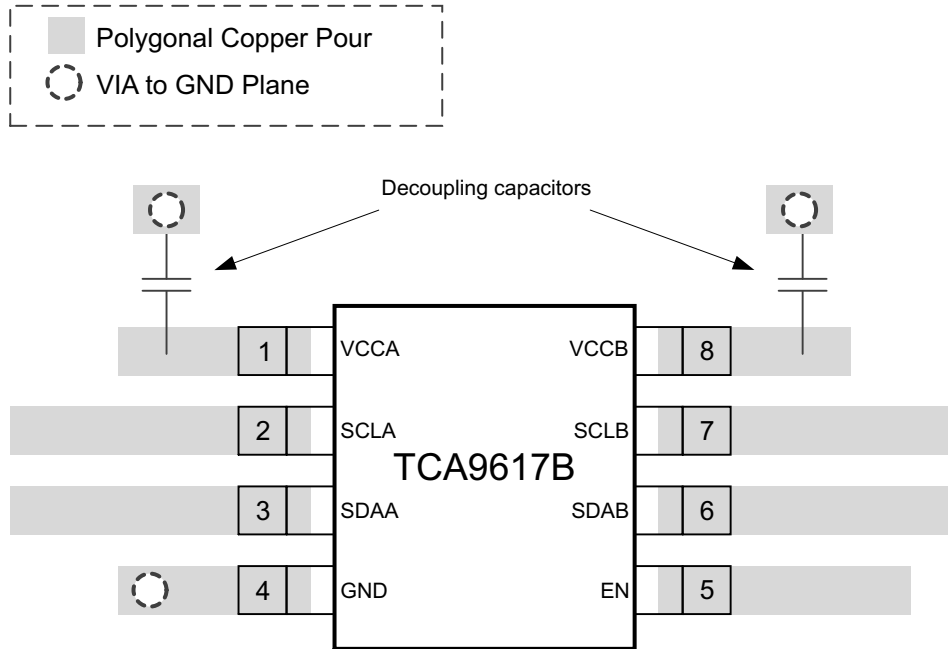 Polygonal Copper Pour
VIA to GND Plane
Decoupling capacitors
1 VCCA VCCB 8
2 SCLA SCLB 7
TCA9617B
3 SDAA SDAB 6
4 GND EN 5